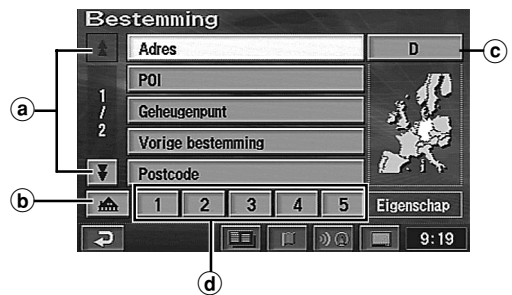 Bestemming
Adres
D
POI
Geheugenpunt
Vorige bestemming
Postcode
1
/
2
1 2 3 4 5
Eigenschap
9:19
a
b
c
d